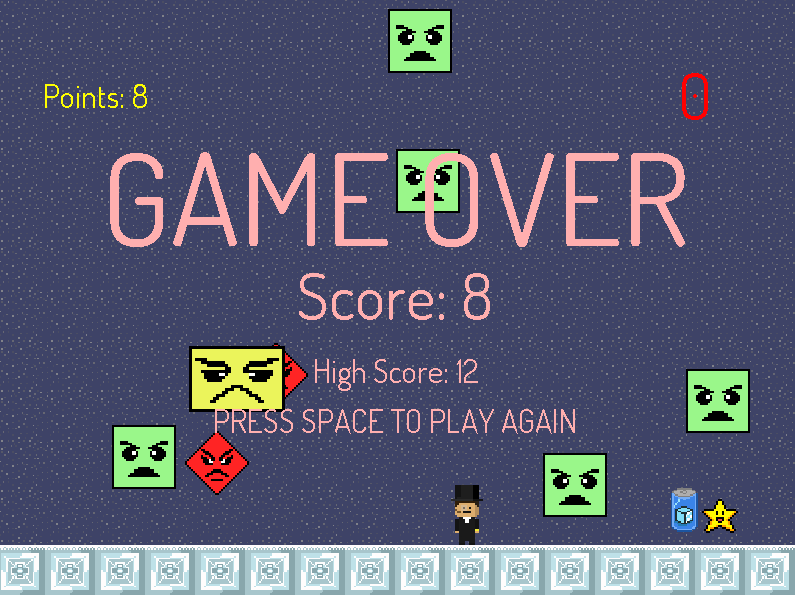 Points: 8
0
GAME OVER
Score: 8
High Score: 12
PRESS SPACE TO PLAY AGAIN